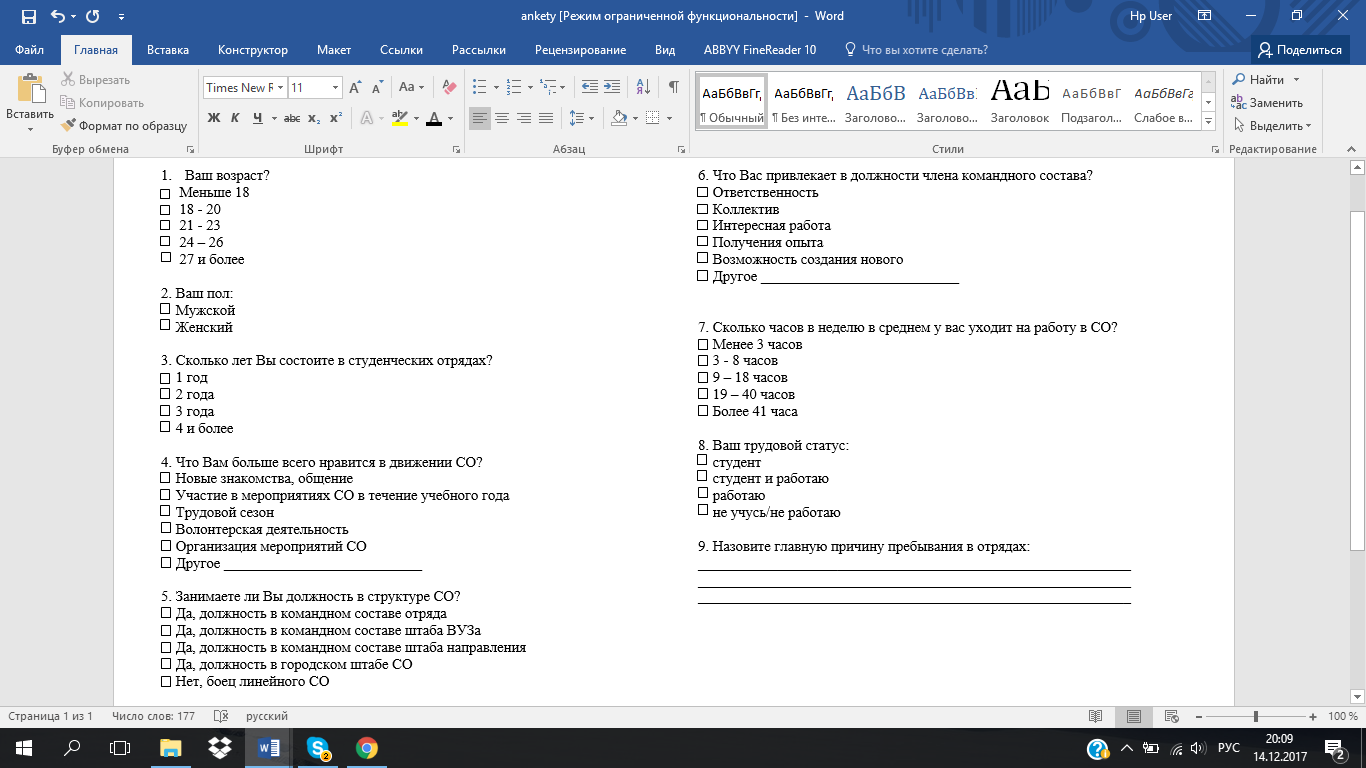 ankety [Режим ограниченной функциональности] - Word
Hp User
Файл
Главная
Вставка
Конструктор
Макет
Ссылки
Рассылки
Рецензирование
Вид
ABBYY FineReader 10
Что вы хотите сделать?
Поделиться
Вставить
Вырезать
Копировать
Формат по образцу
Буфер обмена
Times New R
11
Aa
Ж К Ч abc x₂ x²
Шрифт
Абзац
АаБбВвГг, ¶ Обычный
АаБбВвГг, ¶ Без инте...
АаБбВ Заголово...
АаБбВв Заголово...
АаЬ Заголовок
АаБбВвГ Подзагол...
АаБбВвГг Слабое в...
Стили
Найти
Заменить
Выделить
Редактирование
1. Ваш возраст?
Меньше 18
18 - 20
21 - 23
24 – 26
27 и более
2. Ваш пол:
Мужской
Женский
3. Сколько лет Вы состоите в студенческих отрядах?
1 год
2 года
3 года
4 и более
4. Что Вам больше всего нравится в движении СО?
Новые знакомства, общение
Участие в мероприятиях СО в течение учебного года
Трудовой сезон
Волонтерская деятельность
Организация мероприятий СО
Другое ___________________________
5. Занимаете ли Вы должность в структуре СО?
Да, должность в командном составе отряда
Да, должность в командном составе штаба ВУЗа
Да, должность в командном составе штаба направления
Да, должность в городском штабе СО
Нет, боец линейного СО
6. Что Вас привлекает в должности члена командного состава?
Ответственность
Коллектив
Интересная работа
Получения опыта
Возможность создания нового
Другое ___________________________
7. Сколько часов в неделю в среднем у вас уходит на работу в СО?
Менее 3 часов
3 - 8 часов
9 – 18 часов
19 – 40 часов
Более 41 часа
8. Ваш трудовой статус:
студент
студент и работаю
работаю
не учусь/не работаю
9. Назовите главную причину пребывания в отрядах:
Страница 1 из 1
Число слов: 177
русский
100 %
2
РУС
20:09
14.12.2017
2